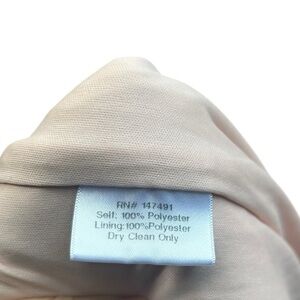 RN# 147491
Self: 100% Polyester
Lining:100%Polyester
Dry Clean Only